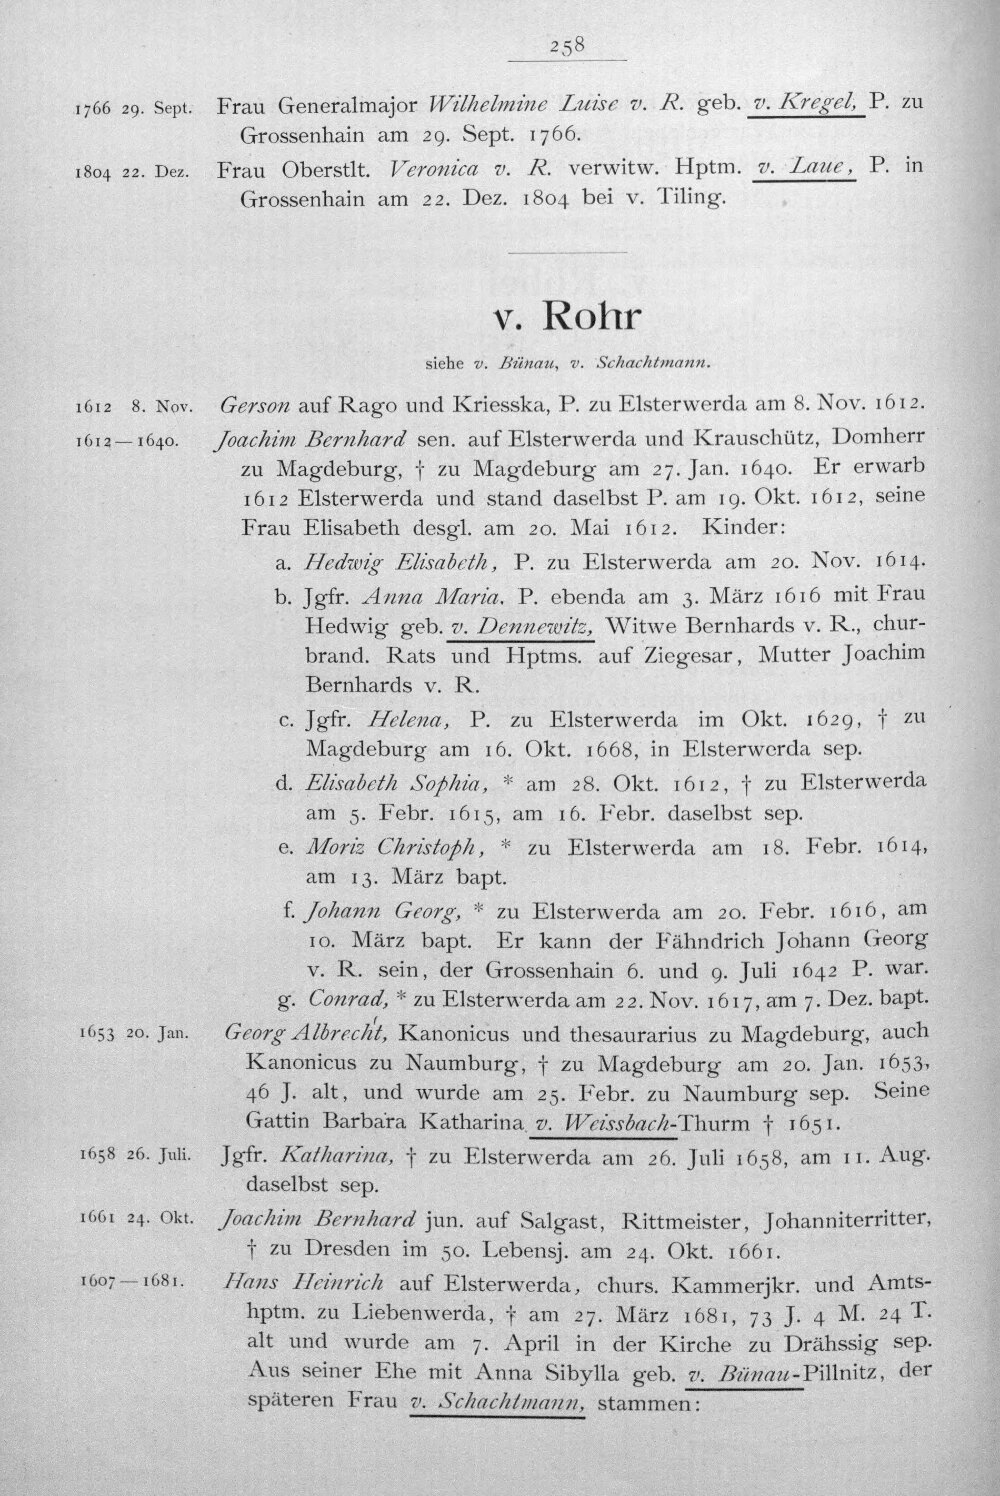 258
1766 29. Sept. Frau Generalmajor Wilhelmine Luise v. R. geb. v. Kregel, P. zu
Grossenhain am 29. Sept. 1766.
1804 22. Dez. Frau Oberstlt. Veronica v. R. verwitw. Hptm. v. Laue, P. in
Grossenhain am 22. Dez. 1804 bei v. Tiling.
v. Rohr
siehe v. Bünau, v. Schachtmann.
1612 8. Nov. Gerson auf Rago und Kriesska, P. zu Elsterwerda am 8. Nov. 1612.
1612—1640. Joachim Bernhard sen. auf Elsterwerda und Krauschütz, Domherr
zu Magdeburg, † zu Magdeburg am 27. Jan. 1640. Er erwarb
1612 Elsterwerda und stand daselbst P. am 19. Okt. 1612, seine
Frau Elisabeth desgl. am 20. Mai 1612. Kinder:
a. Hedwig Elisabeth, P. zu Elsterwerda am 20. Nov. 1614.
b. Jgfr. Anna Maria. P. ebenda am 3. März 1616 mit Frau
Hedwig geb. v. Dennewitz, Witwe Bernhards v. R., chur-
brand. Rats und Hptms. auf Ziegesar, Mutter Joachim
Bernhards v. R.
c. Jgfr. Helena, P. zu Elsterwerda im Okt. 1629, † zu
Magdeburg am 16. Okt. 1668, in Elsterwerda sep.
d. Elisabeth Sophia, * am 28. Okt. 1612, † zu Elsterwerda
am 5. Febr. 1615, am 16. Febr. daselbst sep.
e. Moriz Christoph, * zu Elsterwerda am 18. Febr. 1614,
am 13. März bapt.
f. Johann Georg, * zu Elsterwerda am 20. Febr. 1616, am
10. März bapt. Er kann der Fähndrich Johann Georg
v. R. sein, der Grossenhain 6. und 9. Juli 1642 P. war.
g. Conrad, * zu Elsterwerda am 22. Nov. 1617, am 7. Dez. bapt.
1653 20. Jan. Georg Albrecht, Kanonicus und thesaurarius zu Magdeburg, auch
Kanonicus zu Naumburg, † zu Magdeburg am 20. Jan. 1653,
46 J. alt, und wurde am 25. Febr. zu Naumburg sep. Seine
Gattin Barbara Katharina v. Weissbach-Thurm † 1651.
1658 26. Juli. Jgfr. Katharina, † zu Elsterwerda am 26. Juli 1658, am 11. Aug.
daselbst sep.
1661 24. Okt. Joachim Bernhard jun. auf Salgast, Rittmeister, Johanniterritter,
† zu Dresden im 50. Lebensj. am 24. Okt. 1661.
1607—1681. Hans Heinrich auf Elsterwerda, churs. Kammerjkr. und Amts-
hptm. zu Liebenwerda, † am 27. März 1681, 73 J. 4 M. 24 T.
alt und wurde am 7. April in der Kirche zu Drähssig sep.
Aus seiner Ehe mit Anna Sibylla geb. v. Bünau-Pillnitz, der
späteren Frau v. Schachtmann, stammen: